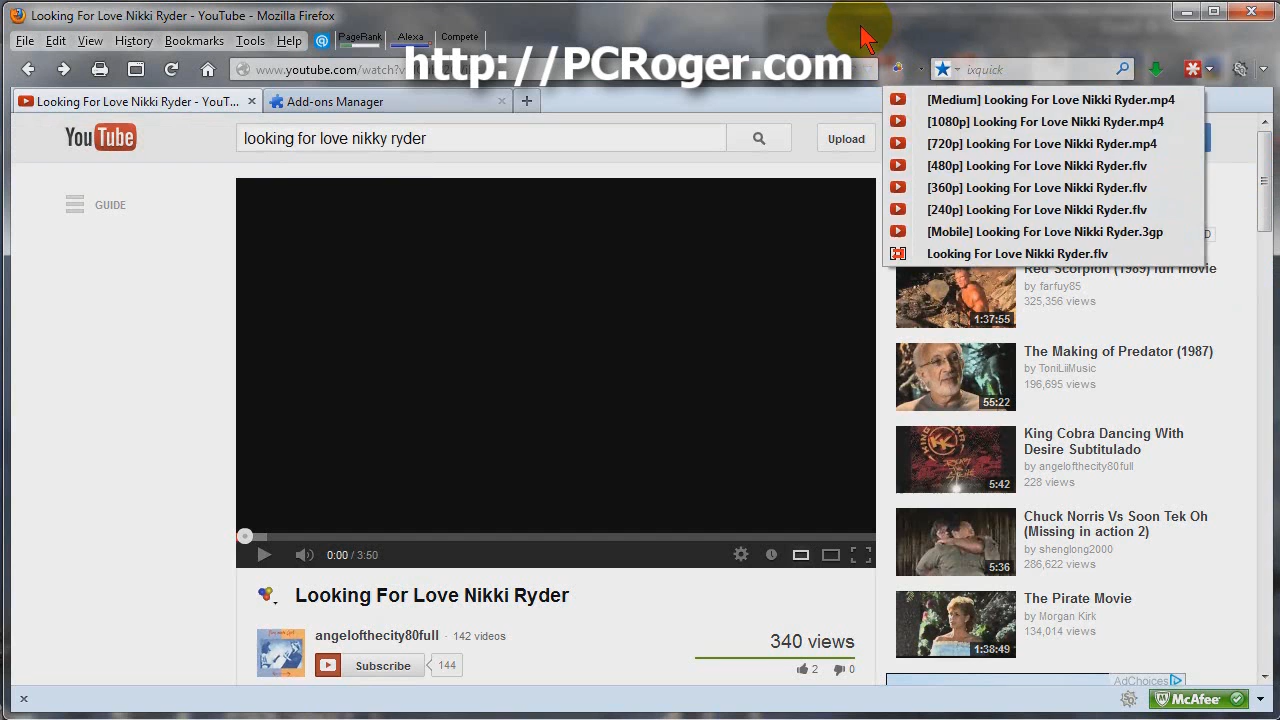 Looking For Love Nikki Ryder - YouTube - Mozilla Firefox
File Edit View History Bookmarks Tools Help PageRank Alexa Compete
http://PCRoger.com
www.youtube.com/watch?v ixquick
Looking For Love Nikki Ryder - YouT... × Add-ons Manager × +
You Tube looking for love nikky ryder Upload
GUIDE
[Medium] Looking For Love Nikki Ryder.mp4
[1080p] Looking For Love Nikki Ryder.mp4
[720p] Looking For Love Nikki Ryder.mp4
[480p] Looking For Love Nikki Ryder.flv
[360p] Looking For Love Nikki Ryder.flv
[240p] Looking For Love Nikki Ryder.flv
[Mobile] Looking For Love Nikki Ryder.3gp
Looking For Love Nikki Ryder.flv
Red Scorpion (1989) full movie
by farfuy85
325,356 views
1:37:55
The Making of Predator (1987)
by ToniLiiMusic
196,695 views
55:22
King Cobra Dancing With
Desire Subtitulado
by angelofthecity80full
228 views
5:42
Chuck Norris Vs Soon Tek Oh
(Missing in action 2)
by shenglong2000
286,622 views
5:36
The Pirate Movie
by Morgan Kirk
134,014 views
1:38:49
0:00 / 3:50
Looking For Love Nikki Ryder
angelofthecity80full · 142 videos
Subscribe 144
340 views
2 0
AdChoices
McAfee